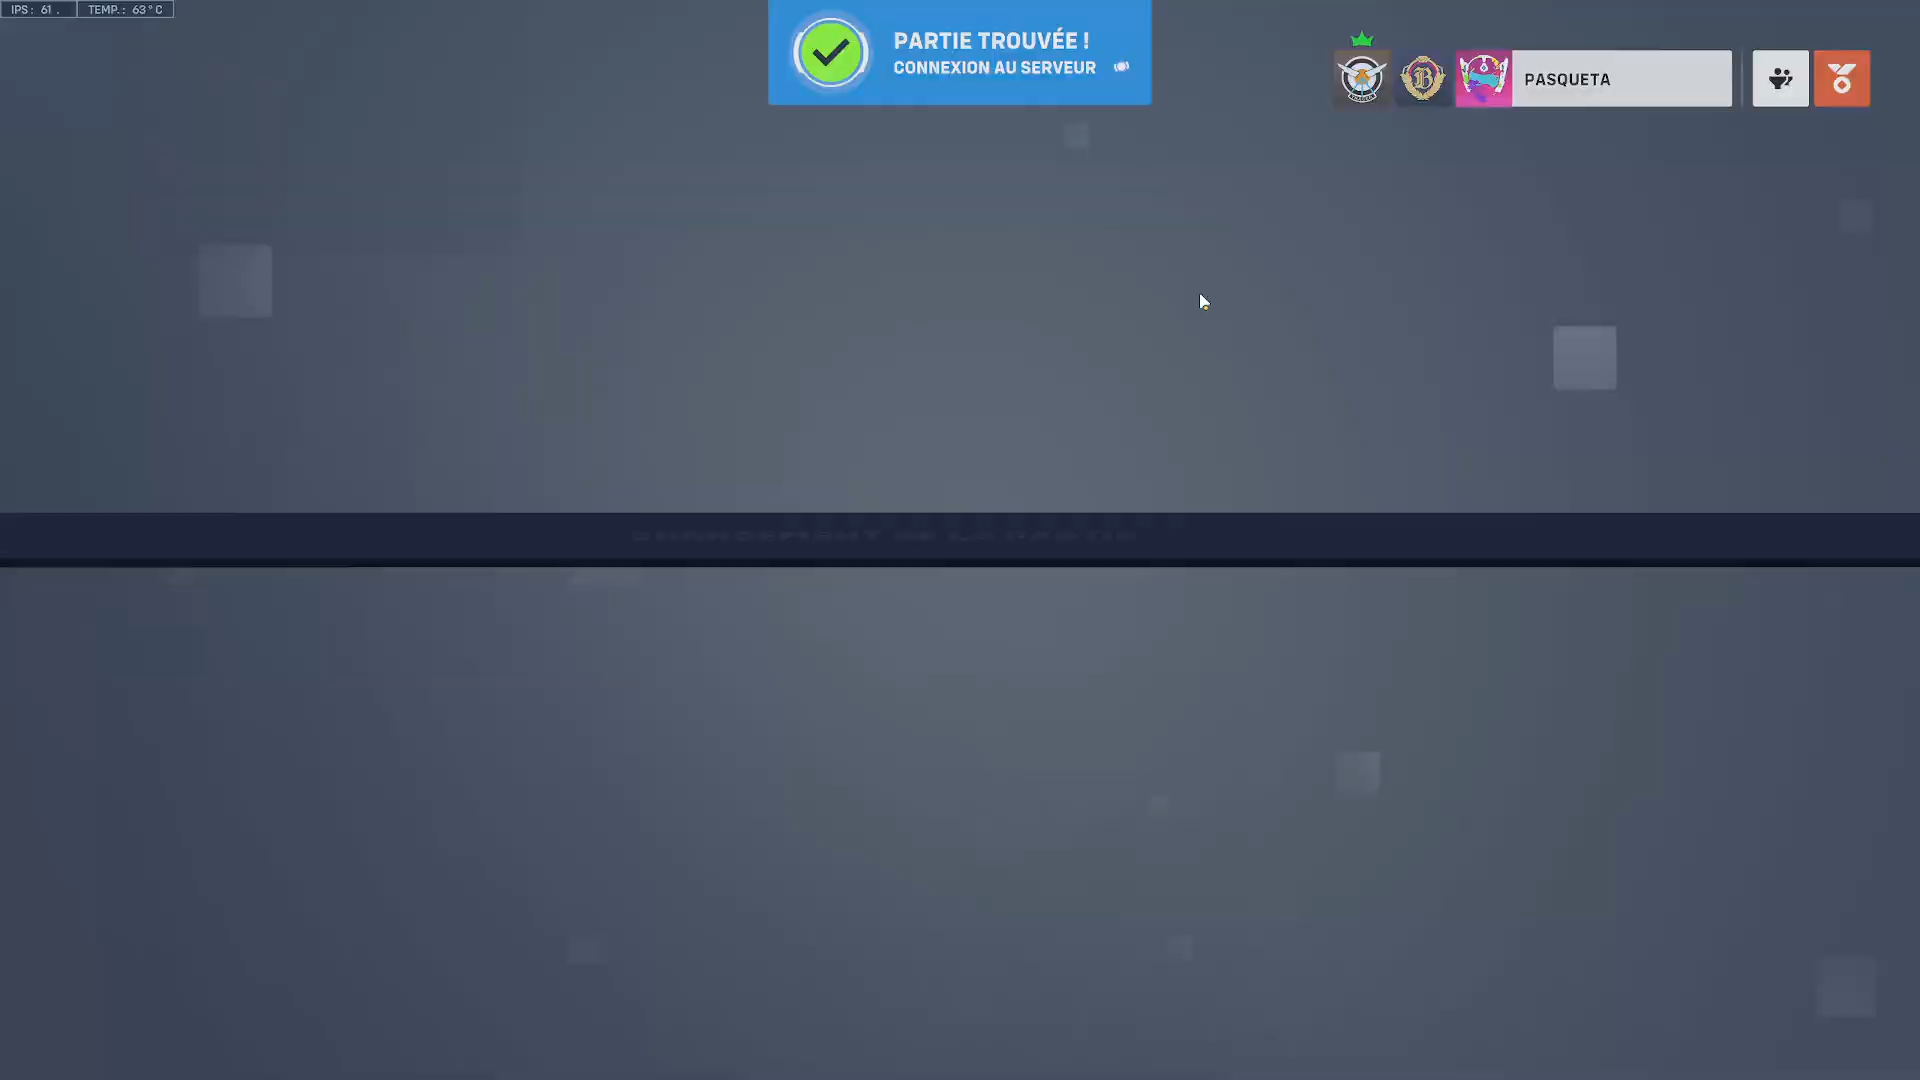 IPS: 61 .
TEMP.: 63°C
PARTIE TROUVÉE !
CONNEXION AU SERVEUR
PASQUETA